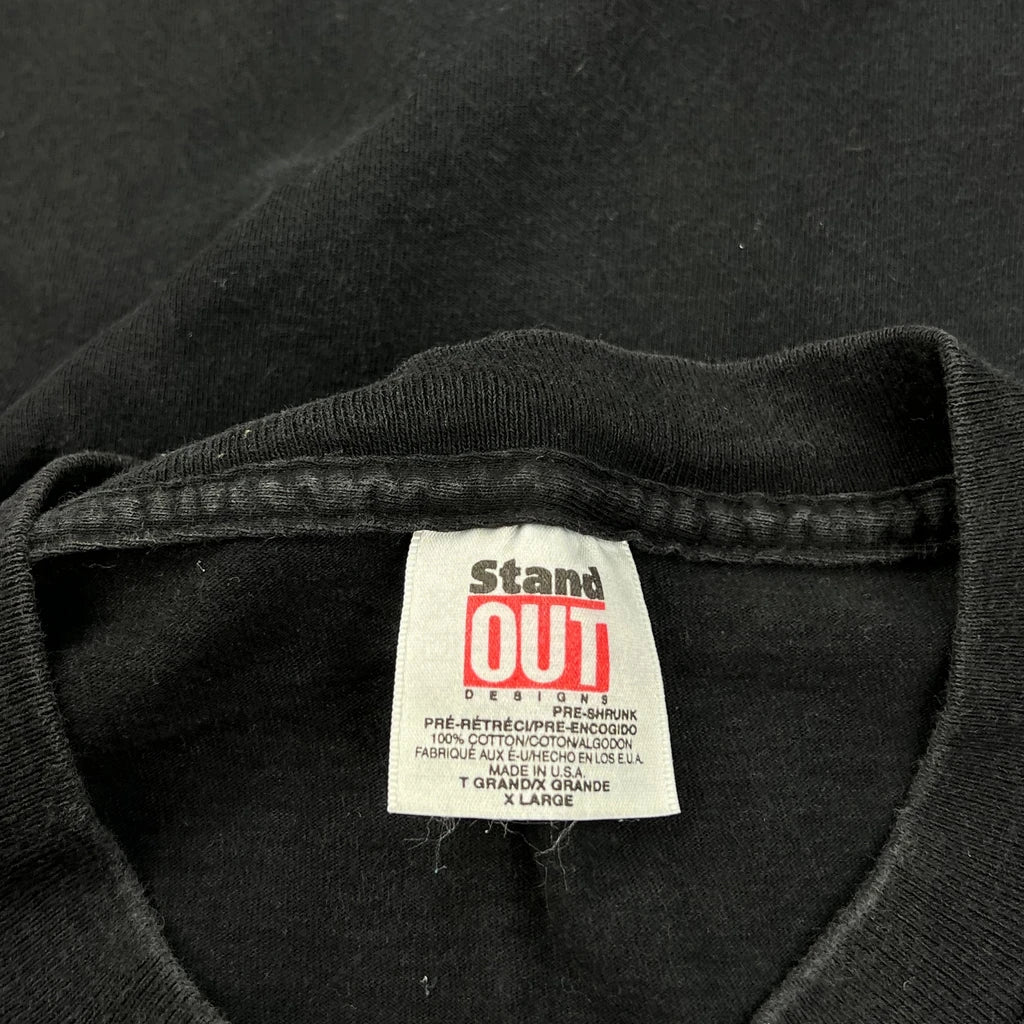 Stand
OUT
DESIGNS
PRE-SHRUNK
PRÉ-RÉTRÉCI/PRE-ENCOGIDO
100% COTTON/COTON/ALGODON
FABRIQUÉ AUX É-U/HECHO EN LOS E.U.A.
MADE IN U.S.A.
T GRAND/X GRANDE
X LARGE